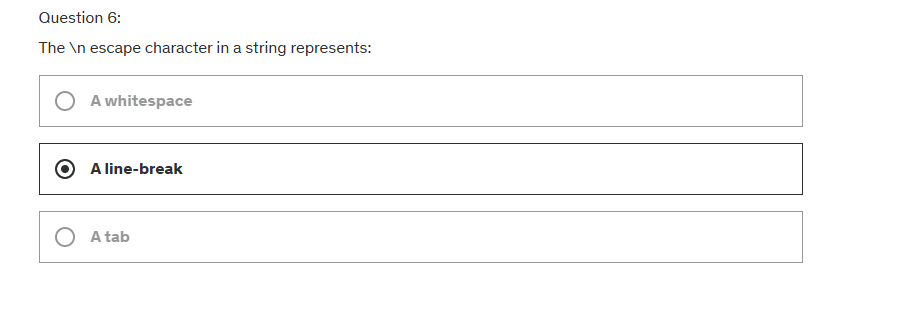 Question 6:
The \n escape character in a string represents:
A whitespace
A line-break
A tab